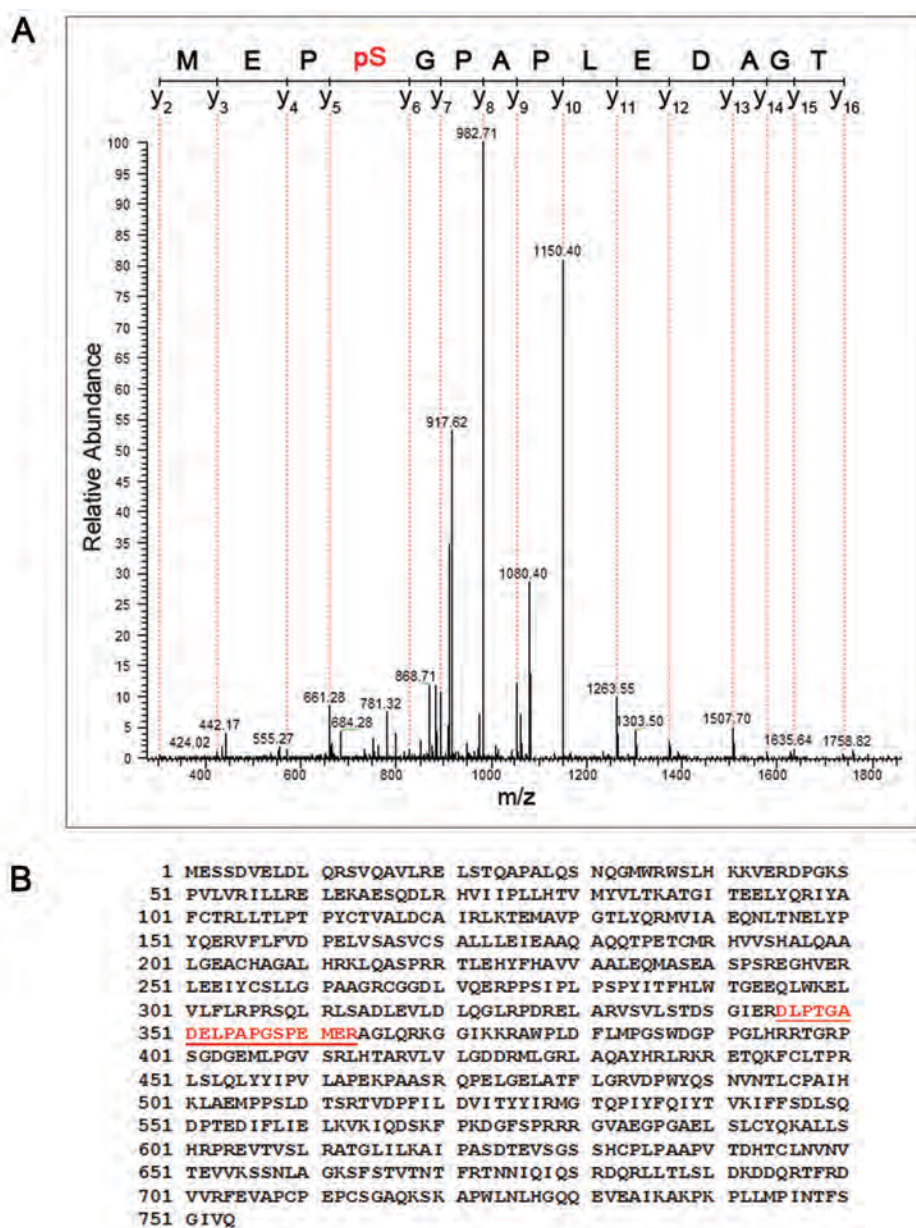 A
M E P pS G P A P L E D A G T
y2 y3 y4 y5 y6 y7 y8 y9 y10 y11 y12 y13 y14 y15 y16
982.71
100
95
90
85
1150.40
80
75
70
65
60
55
917.62
50
45
40
35
30
1080.40
25
20
15
868.71
10
661.28
781.32
1263.55
5
424.02
442.17
555.27
684.28
1303.50
1507.70
1635.64
1758.82
0
Relative Abundance
400 600 800 1000 1200 1400 1600 1800
m/z
B
1 MESSDVELDL QRSVQAVLRE LSTQAPALQS NQGMWRWSLH KKVERDPGKS
51 PVLVRILLRE LEKAESQDLR HVIIPLLHTV MYVLTKATGI TEELYQRIYA
101 FCTRLLTLPT PYCTVALDCA IRLKTEMAVP GTLYQRMVIA EQNLTNELYP
151 YQERVFLFVD PELVSASVCS ALLLEIEAAQ AQQTPETCMR HVVSHALQAA
201 LGEACHAGAL HRKLQASPRR TLEHYFHAVV AALEQMASEA SPSREGHVER
251 LEEIYCSLLG PAAGRCGGDL VQERPPSIPL PSPYITFHLW TGEEQLWKEL
301 VLFLRPRSQL RLSADLEVLD LQGLRPDREL ARVSVLSTDS GIERDLPTGA
351 DELPAPGSPE MERAGLQRKG GIKKRAWPLD FLMPGSWDGP PGLHRRTGRP
401 SGDGEMLPGV SRLHTARVLV LGDDRMLGRL AQAYHRLRKR ETQKFCLTPR
451 LSLQLYYIPV LAPEKPAASR QPELGELATF LGRVDPWYQS NVNTLCPAIH
501 KLAEMPPSLD TSRTVDPFIL DVITYYIRMG TQPIYFQIYT VKIFFSDLSQ
551 DPTEDIFLIE LKVKIQDSKF PKDGFSPRRR GVAEGPGAEL SLCYQKALLS
601 HRPREVTVSL RATGLILKAI PASDTEVSGS SHCPLPAAPV TDHTCLNVNV
651 TEVVKSSNLA GKSFSTVTNT FRTNNIQIQS RDQRLLTLSL DKDDQRTFRD
701 VVRFEVAPCP EPCSGAQKSK APWLNLHGQQ EVEAIKAKPK PLLMPINTFS
751 GIVQ